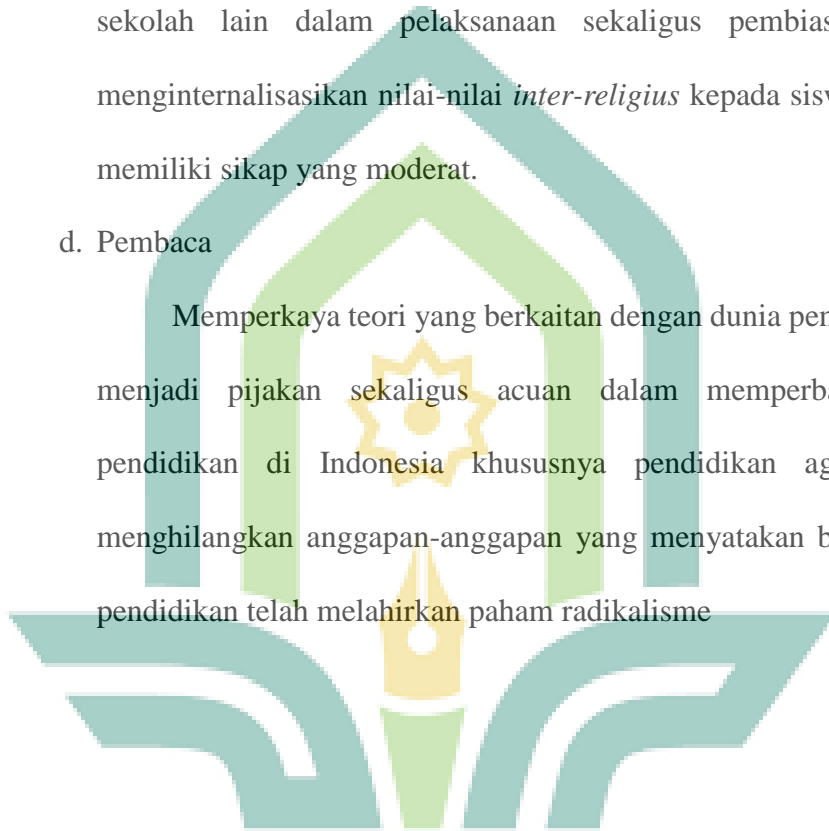 sekolah lain dalam pelaksanaan sekaligus pembias
menginternalisasikan nilai-nilai inter-religius kepada sisw
memiliki sikap yang moderat.
d. Pembaca
Memperkaya teori yang berkaitan dengan dunia pen
menjadi pijakan sekaligus acuan dalam memperba
pendidikan di Indonesia khususnya pendidikan ag
menghilangkan anggapan-anggapan yang menyatakan b
pendidikan telah melahirkan paham radikalisme